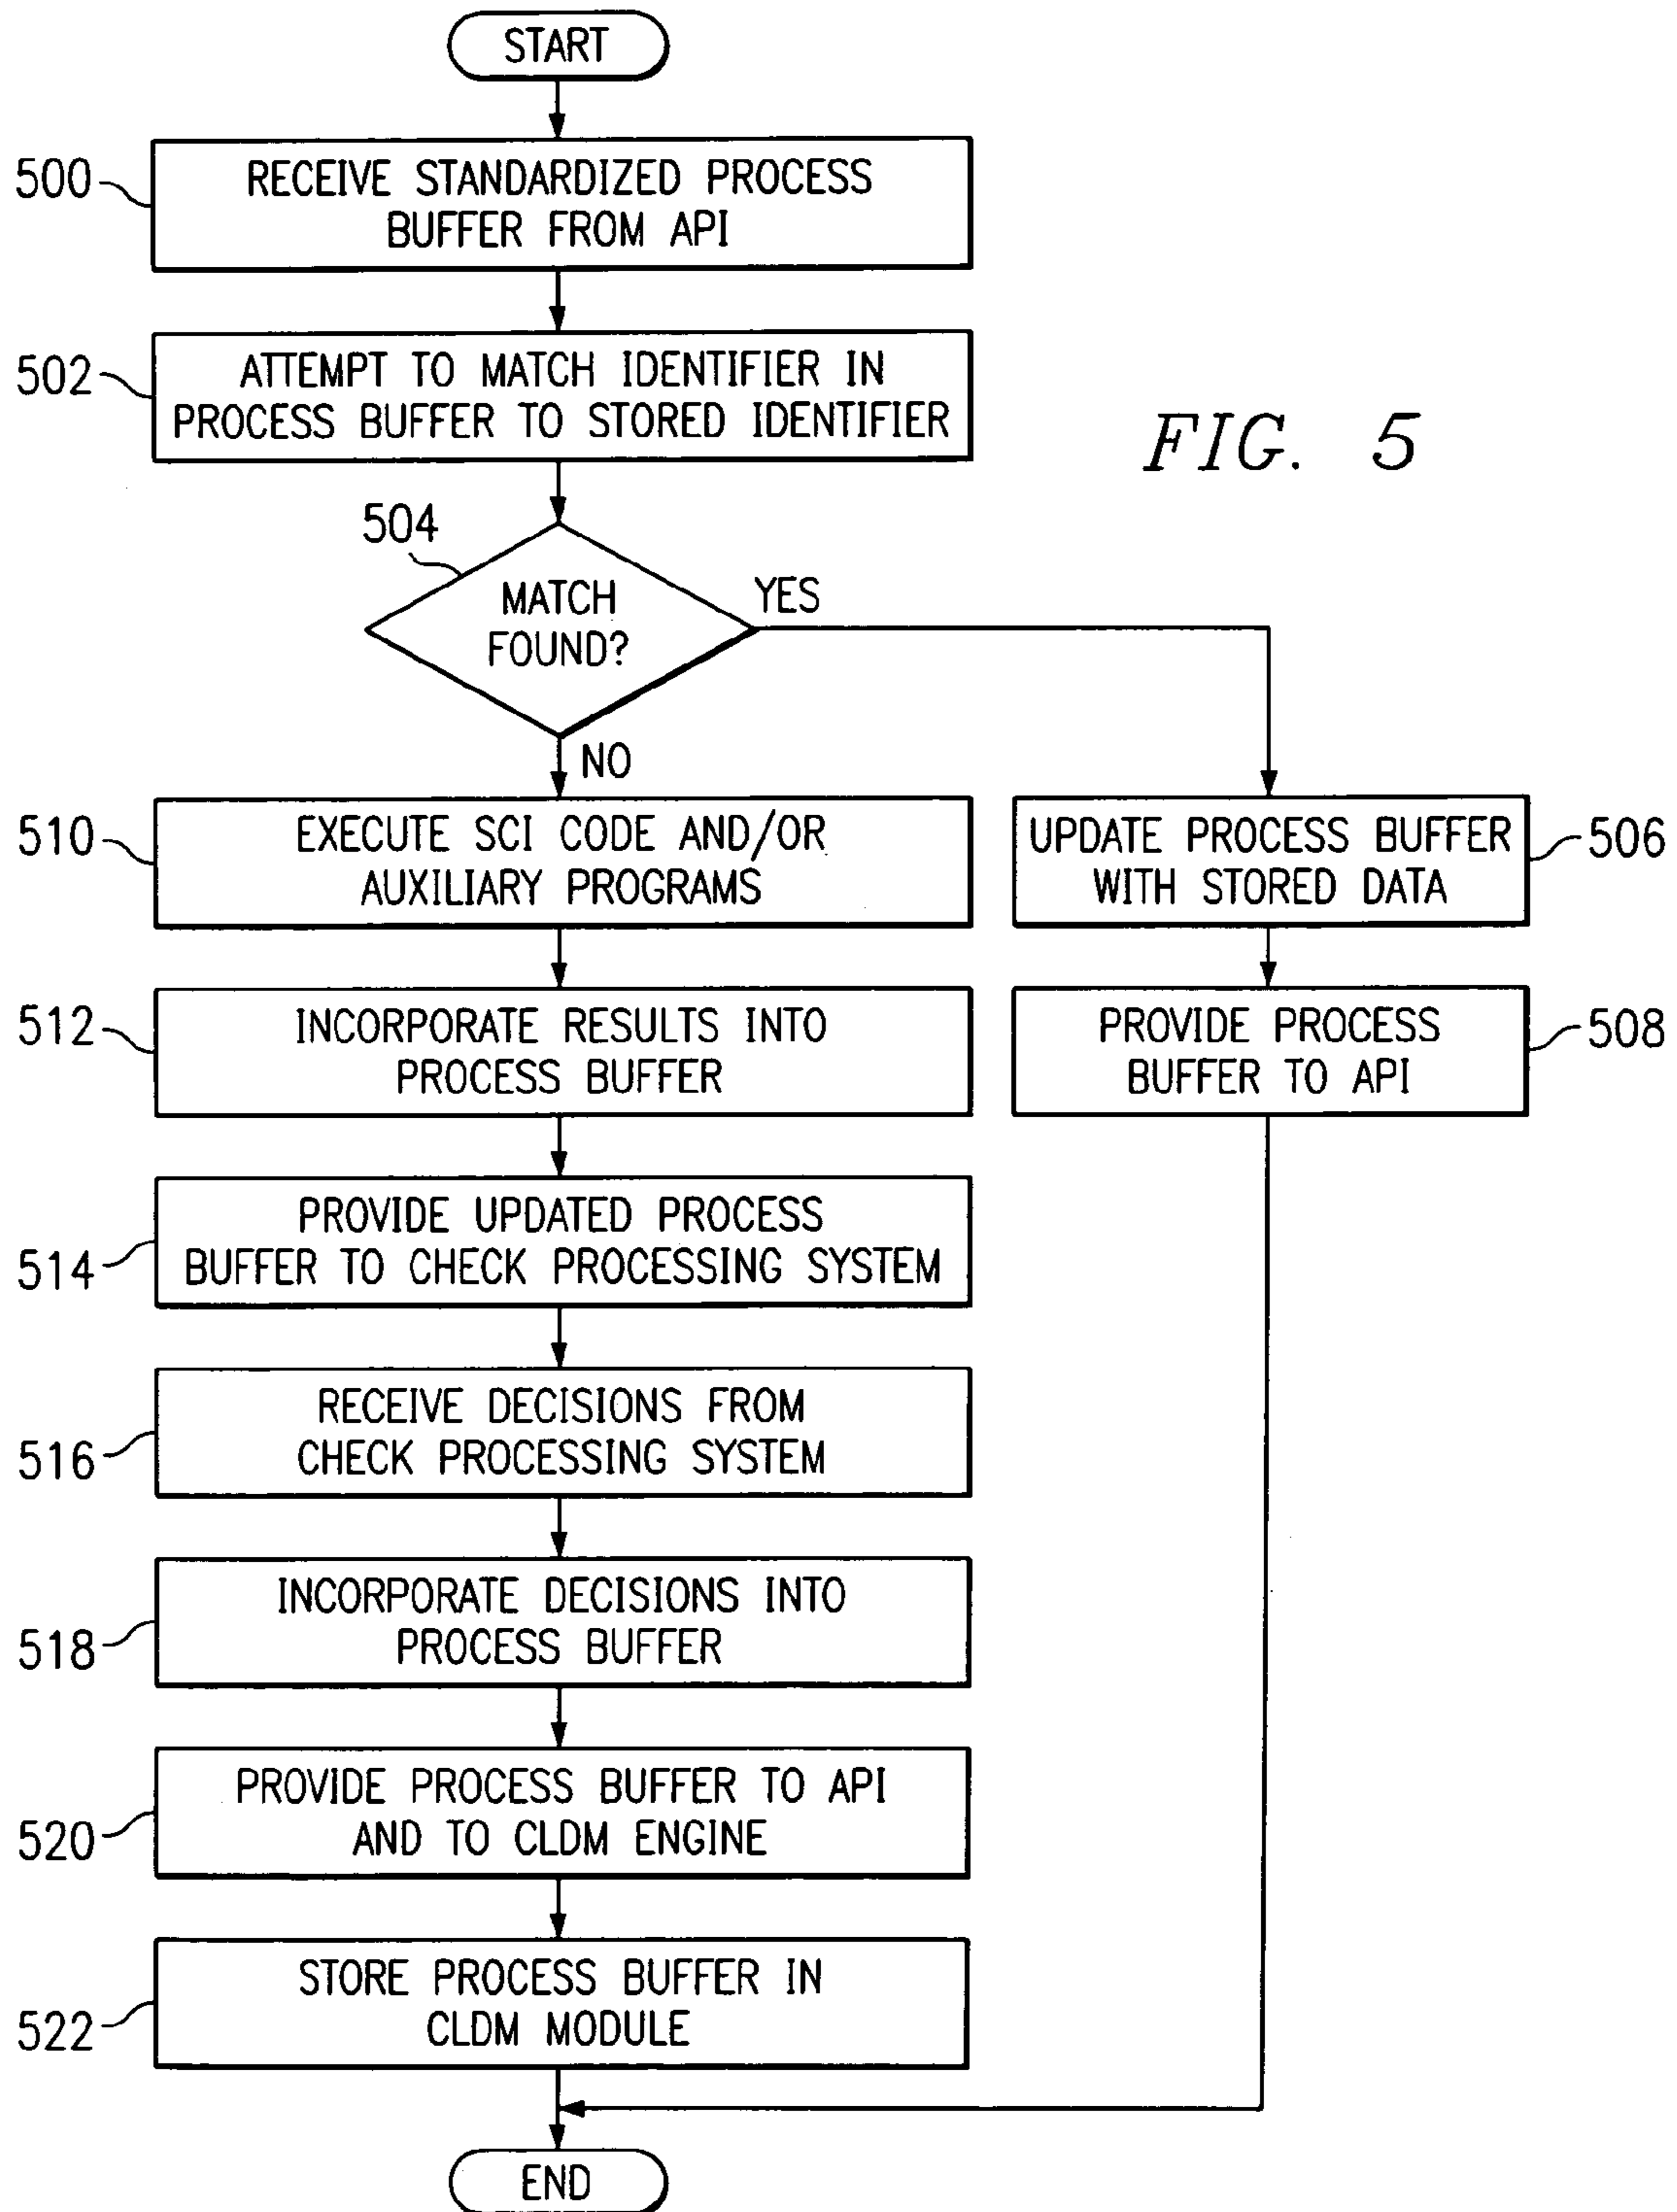 START
500
RECEIVE STANDARDIZED PROCESS
BUFFER FROM API
502
ATTEMPT TO MATCH IDENTIFIER IN
PROCESS BUFFER TO STORED IDENTIFIER
FIG. 5
504
MATCH
FOUND?
YES
NO
510
EXECUTE SCI CODE AND/OR
AUXILIARY PROGRAMS
UPDATE PROCESS BUFFER
WITH STORED DATA
506
512
INCORPORATE RESULTS INTO
PROCESS BUFFER
PROVIDE PROCESS
BUFFER TO API
508
514
PROVIDE UPDATED PROCESS
BUFFER TO CHECK PROCESSING SYSTEM
516
RECEIVE DECISIONS FROM
CHECK PROCESSING SYSTEM
518
INCORPORATE DECISIONS INTO
PROCESS BUFFER
520
PROVIDE PROCESS BUFFER TO API
AND TO CLDM ENGINE
522
STORE PROCESS BUFFER IN
CLDM MODULE
END